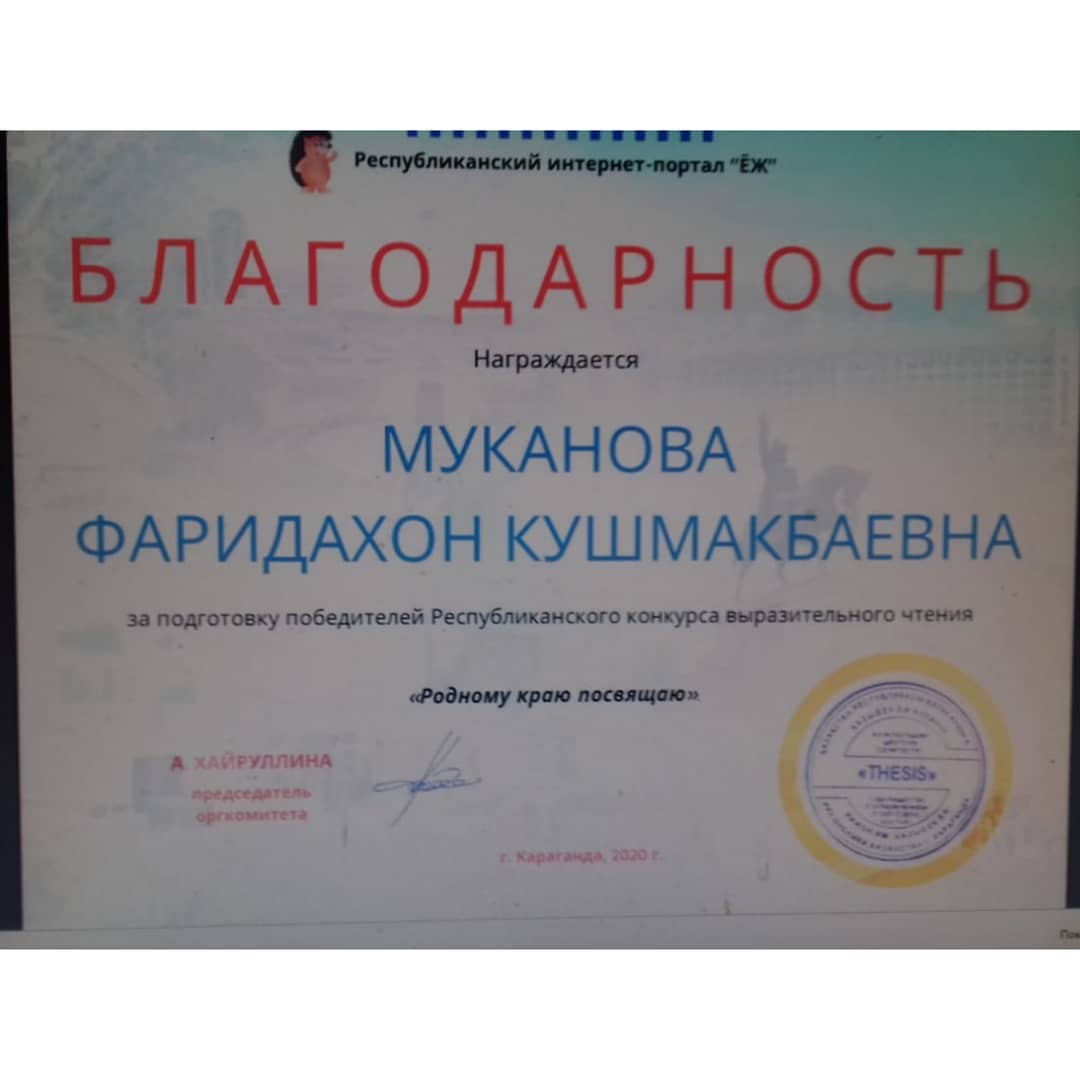 Республиканский интернет-портал "ЁЖ"
БЛАГОДАРНОСТЬ
Награждается
МУКАНОВА
ФАРИДАХОН КУШМАКБАЕВНА
за подготовку победителей Республиканского конкурса выразительного чтения
«Родному краю посвящаю».
А. ХАЙРУЛЛИНА
председатель
оргкомитета
«THESIS»
г. Караганда, 2020 г.